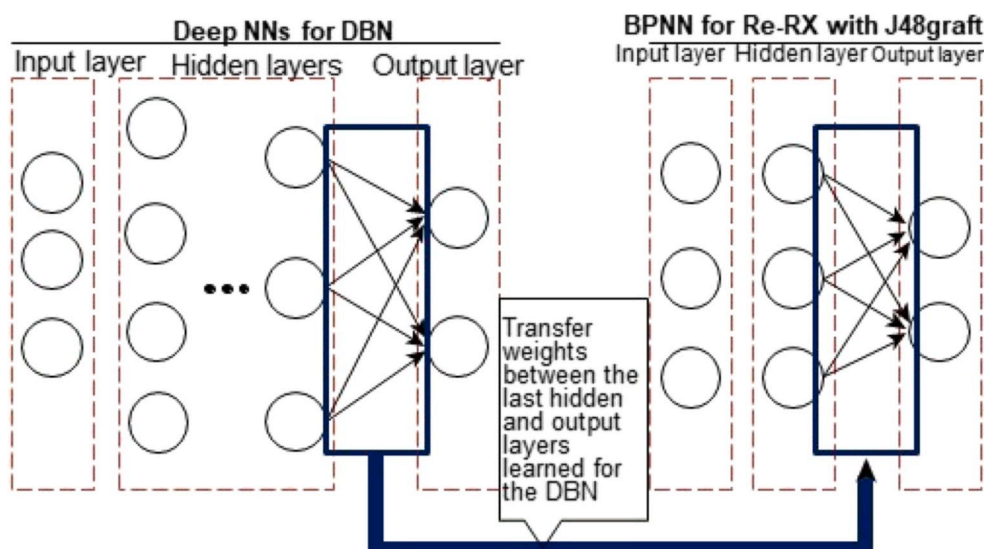 Deep NNs for DBN
Input layer Hidden layers Output layer
BPNN for Re-RX with J48graft
Input layer Hidden layer Output layer
Transfer
weights
between the
last hidden
and output
layers
learned for
the DBN